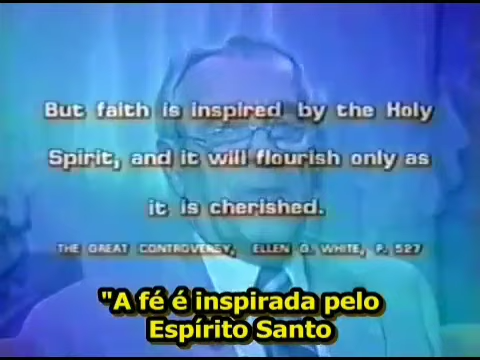 But faith is inspired by the Holy
Spirit, and it will flourish only as
it is cherished.
THE GREAT CONTROVERSY, ELLEN G. WHITE, P. 527
"A fé é inspirada pelo
Espírito Santo